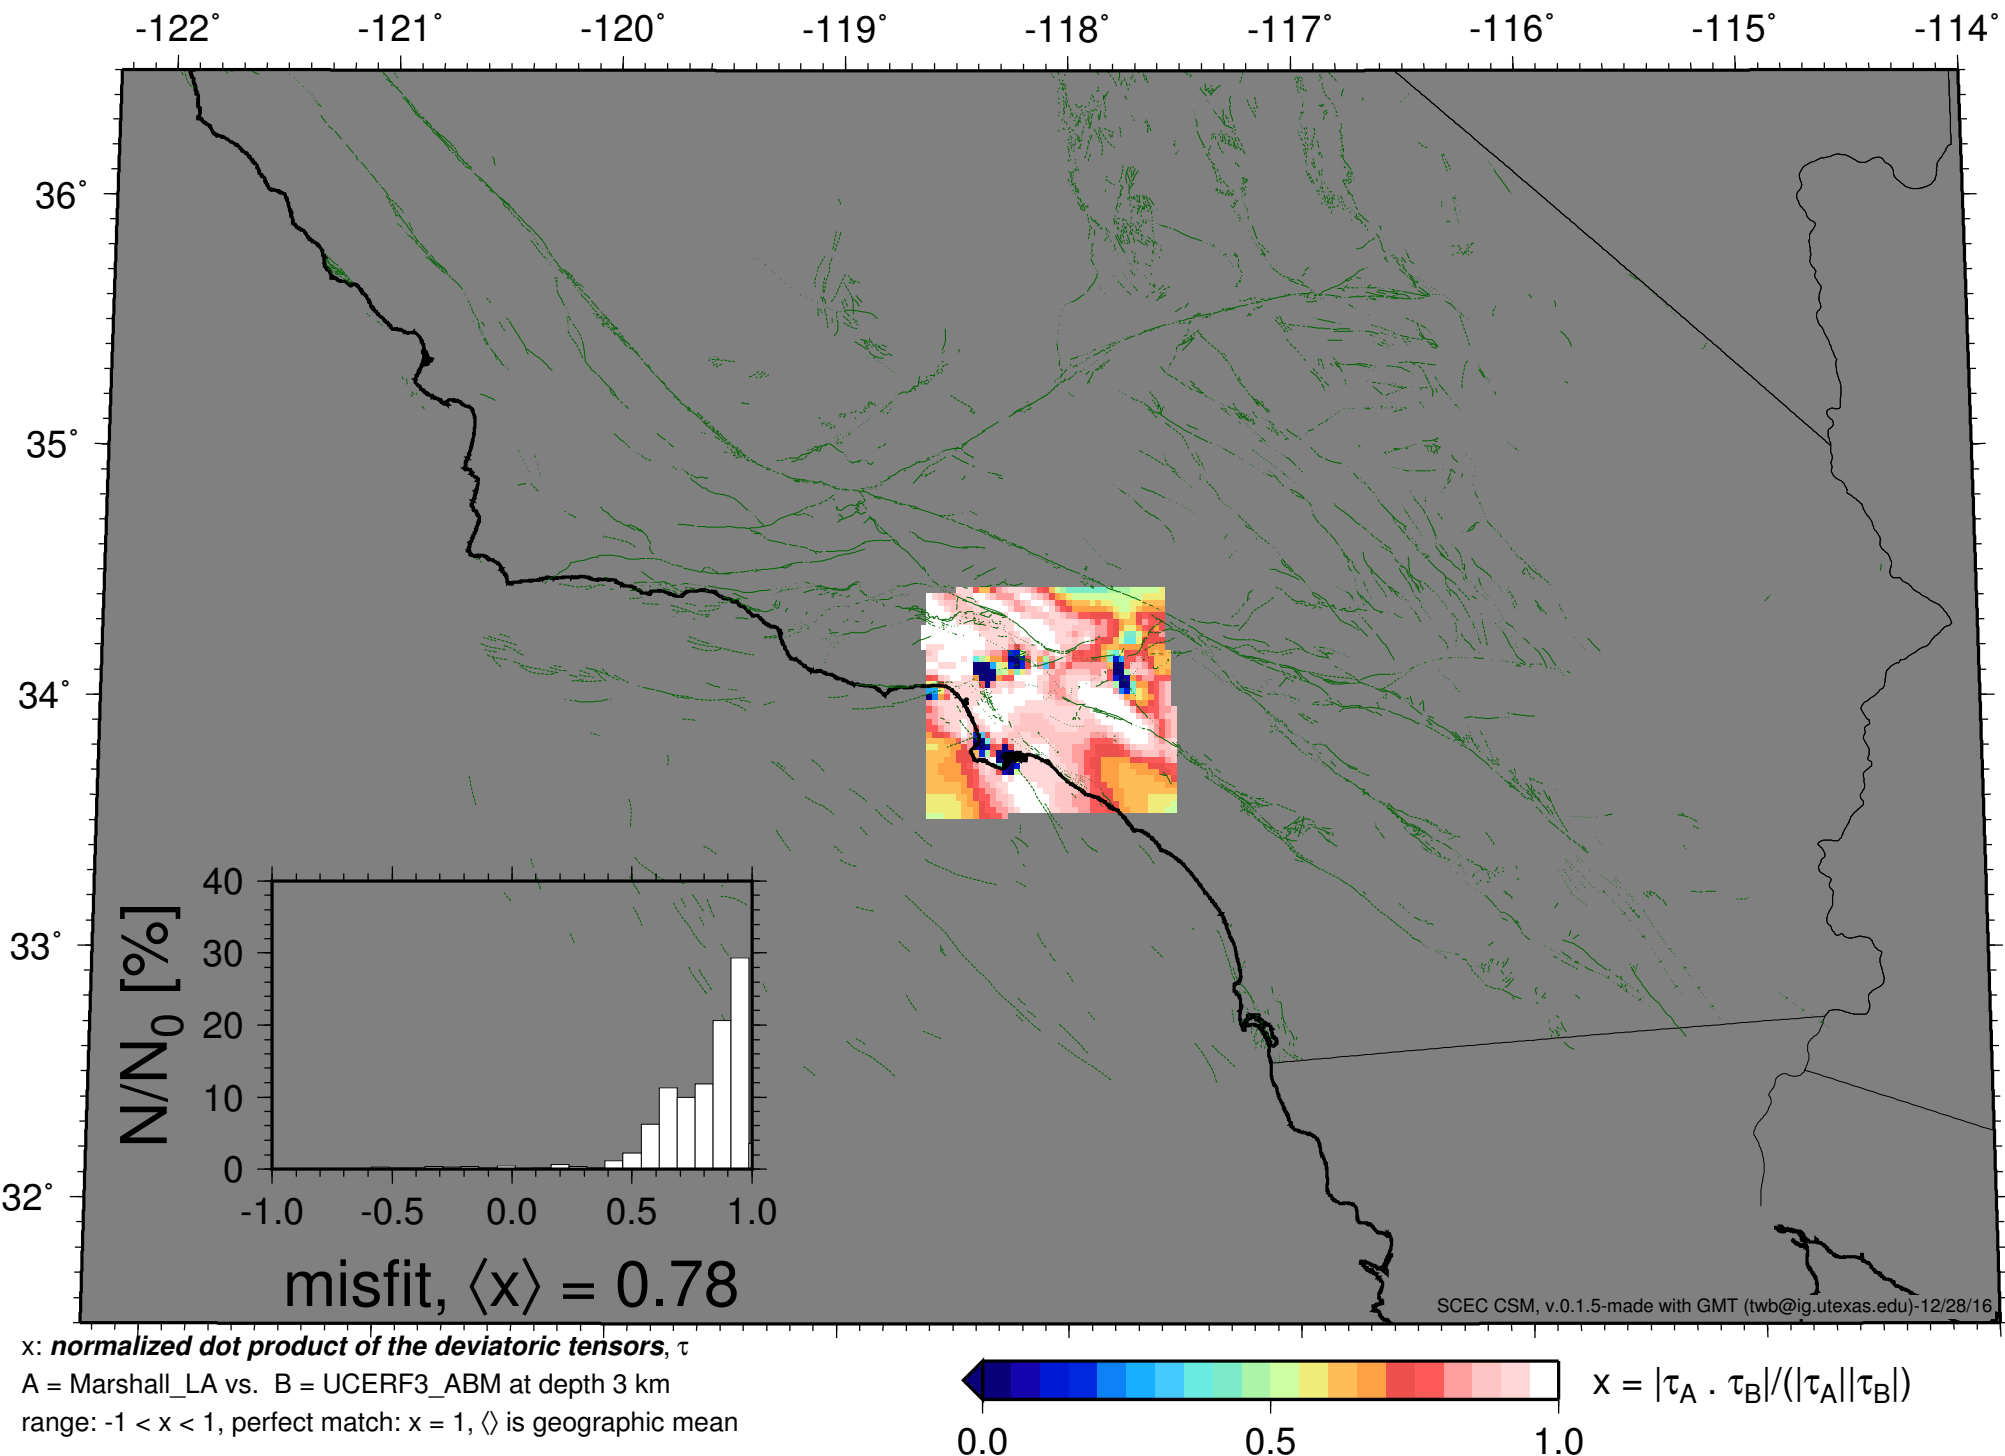 -122° -121° -120° -119° -118° -117° -116° -115° -114°
36°
35°
34°
33°
32°
N/N0 [%]
40
30
20
10
0
-1.0 -0.5 0.0 0.5 1.0
misfit, ⟨x⟩ = 0.78
SCEC CSM, v.0.1.5-made with GMT (twb@ig.utexas.edu)-12/28/16
x: normalized dot product of the deviatoric tensors, τ
A = Marshall_LA vs. B = UCERF3_ABM at depth 3 km
range: -1 < x < 1, perfect match: x = 1, ⟨⟩ is geographic mean
x = |τA . τB|/(|τA||τB|)
0.0 0.5 1.0